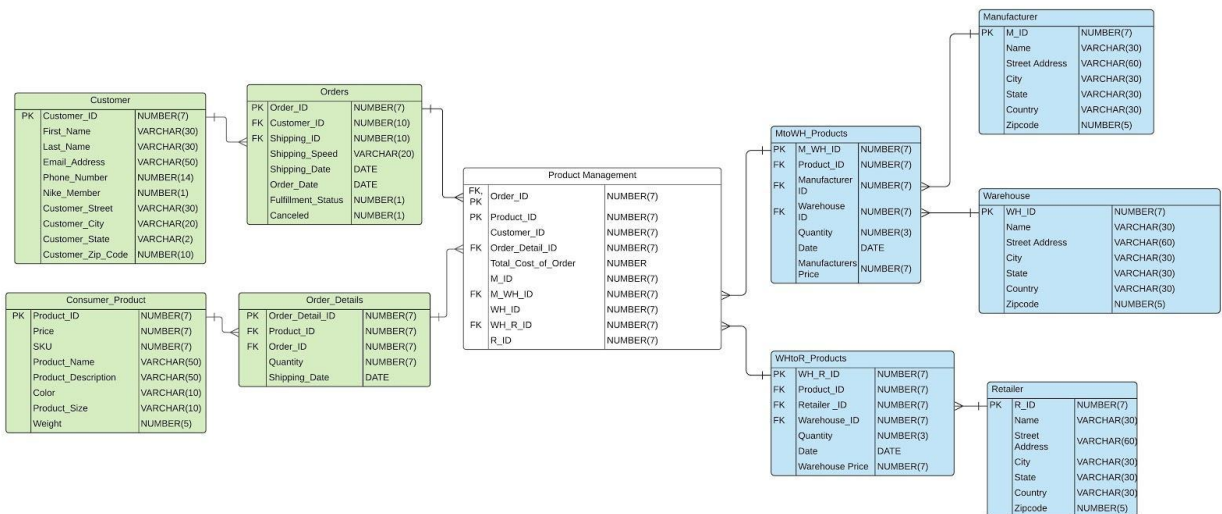 Customer
PK Customer_ID NUMBER(7)
First_Name VARCHAR(30)
Last_Name VARCHAR(30)
Email_Address VARCHAR(50)
Phone_Number NUMBER(14)
Nike_Member NUMBER(1)
Customer_Street VARCHAR(30)
Customer_City VARCHAR(20)
Customer_State VARCHAR(2)
Customer_Zip_Code NUMBER(10)
Orders
PK Order_ID NUMBER(7)
FK Customer_ID NUMBER(10)
FK Shipping_ID NUMBER(10)
Shipping_Speed VARCHAR(20)
Shipping_Date DATE
Order_Date DATE
Fulfillment_Status NUMBER(1)
Canceled NUMBER(1)
Consumer_Product
PK Product_ID NUMBER(7)
Price NUMBER(7)
SKU NUMBER(7)
Product_Name VARCHAR(50)
Product_Description VARCHAR(50)
Color VARCHAR(10)
Product_Size VARCHAR(10)
Weight NUMBER(5)
Order_Details
PK Order_Detail_ID NUMBER(7)
FK Product_ID NUMBER(7)
FK Order_ID NUMBER(7)
Quantity NUMBER(7)
Shipping_Date DATE
Product Management
FK,
PK Order_ID NUMBER(7)
PK Product_ID NUMBER(7)
Customer_ID NUMBER(7)
FK Order_Detail_ID NUMBER(7)
Total_Cost_of_Order NUMBER
M_ID NUMBER(7)
FK M_WH_ID NUMBER(7)
WH_ID NUMBER(7)
FK WH_R_ID NUMBER(7)
R_ID NUMBER(7)
MtoWH_Products
PK M_WH_ID NUMBER(7)
FK Product_ID NUMBER(7)
FK Manufacturer
ID NUMBER(7)
FK Warehouse
ID NUMBER(7)
Quantity NUMBER(3)
Date DATE
Manufacturers
Price NUMBER(7)
WHtoR_Products
PK WH_R_ID NUMBER(7)
FK Product_ID NUMBER(7)
FK Retailer _ID NUMBER(7)
FK Warehouse_ID NUMBER(7)
Quantity NUMBER(3)
Date DATE
Warehouse Price NUMBER(7)
Manufacturer
PK M_ID NUMBER(7)
Name VARCHAR(30)
Street Address VARCHAR(60)
City VARCHAR(30)
State VARCHAR(30)
Country VARCHAR(30)
Zipcode NUMBER(5)
Warehouse
PK WH_ID NUMBER(7)
Name VARCHAR(30)
Street Address VARCHAR(60)
City VARCHAR(30)
State VARCHAR(30)
Country VARCHAR(30)
Zipcode NUMBER(5)
Retailer
PK R_ID NUMBER(7)
Name VARCHAR(30)
Street
Address VARCHAR(60)
City VARCHAR(30)
State VARCHAR(30)
Country VARCHAR(30)
Zipcode NUMBER(5)